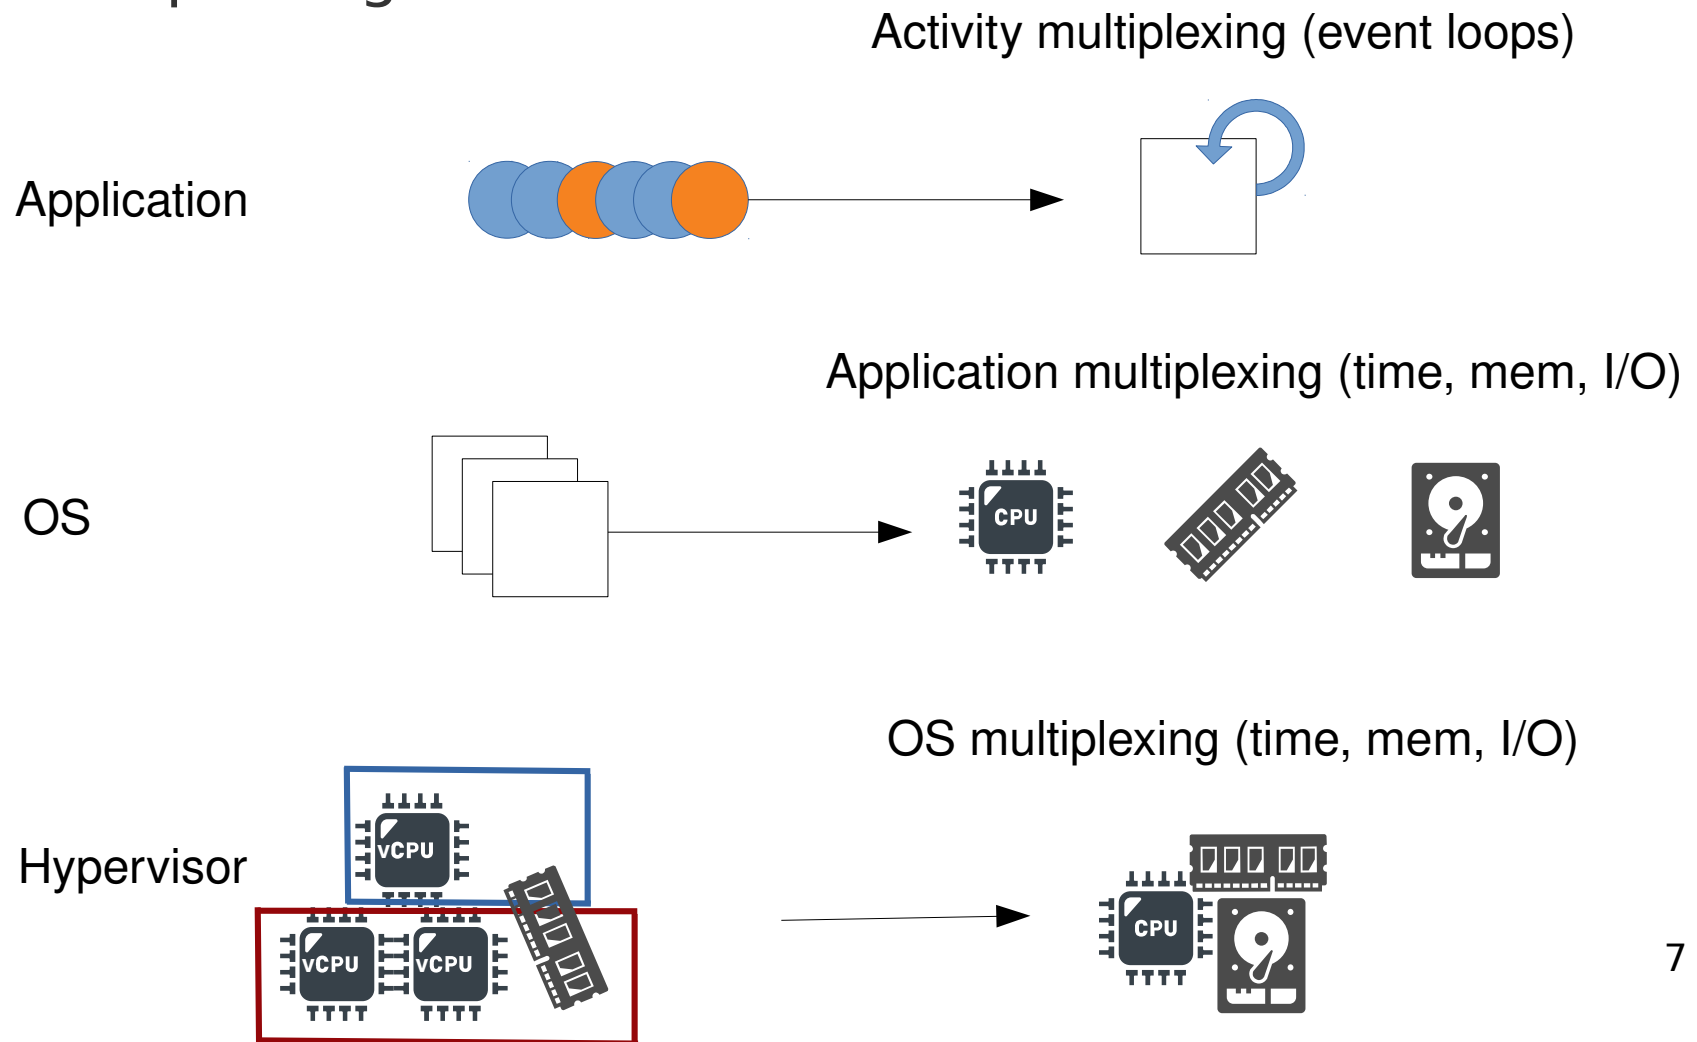 Activity multiplexing (event loops)
Application
Application multiplexing (time, mem, I/O)
OS
CPU
OS multiplexing (time, mem, I/O)
Hypervisor
vCPU
vCPU
vCPU
CPU
7